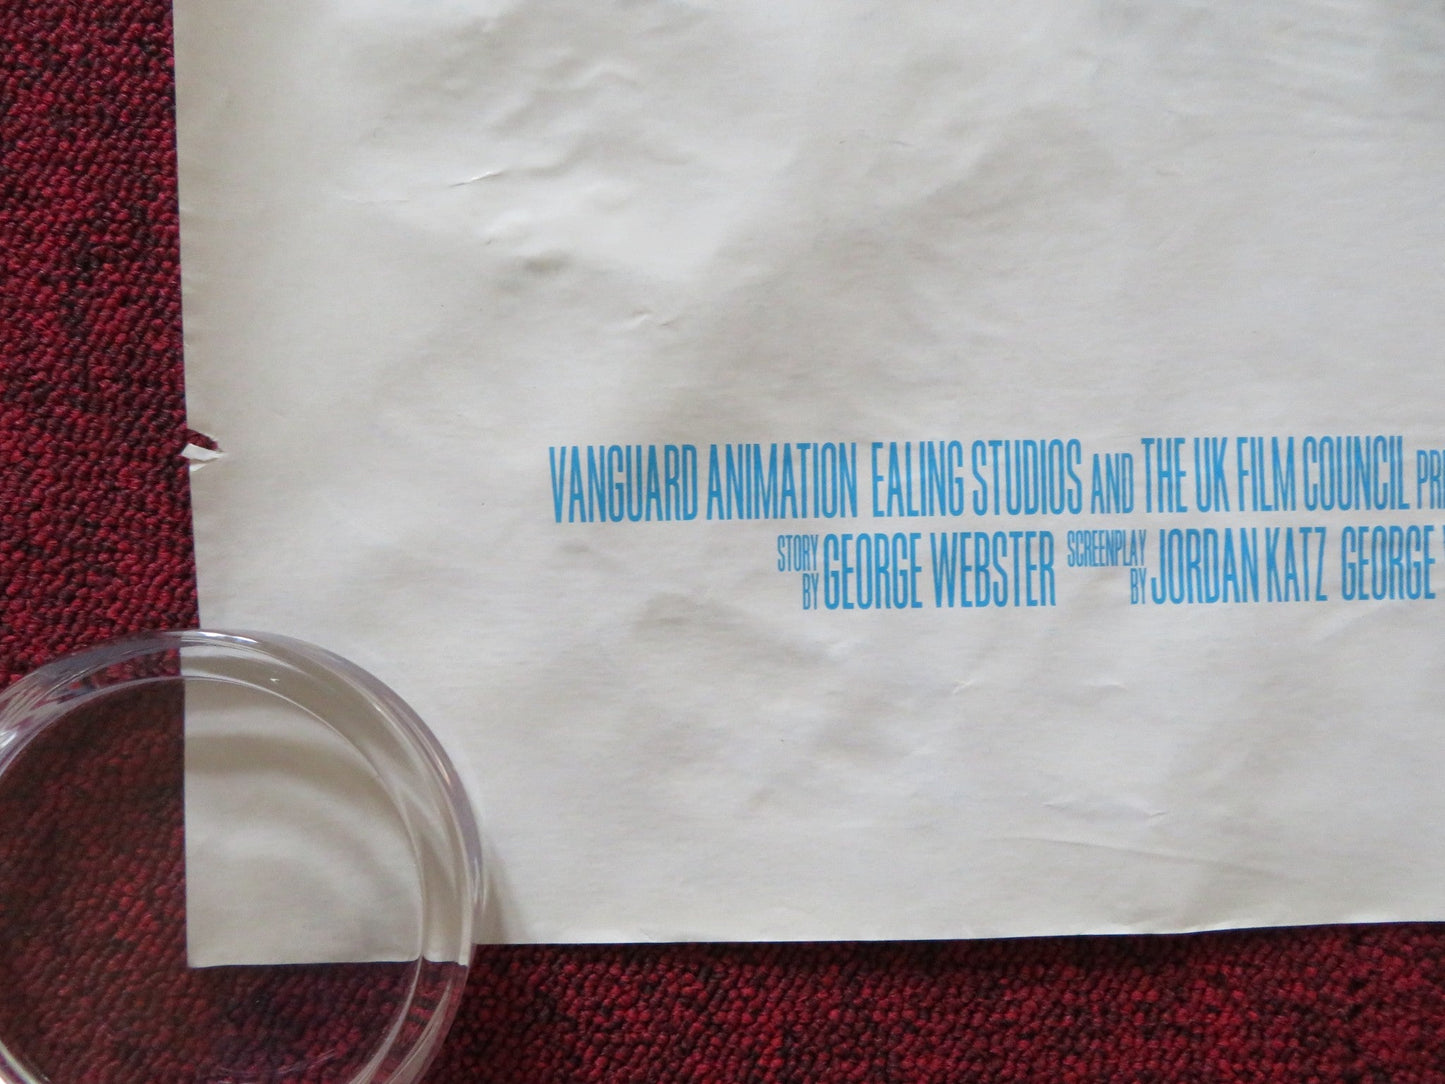 VANGUARD ANIMATION EALING STUDIOS AND THE UK FILM COUNCIL
STORY BY GEORGE WEBSTER SCREENPLAY BY JORDAN KATZ GEORGE